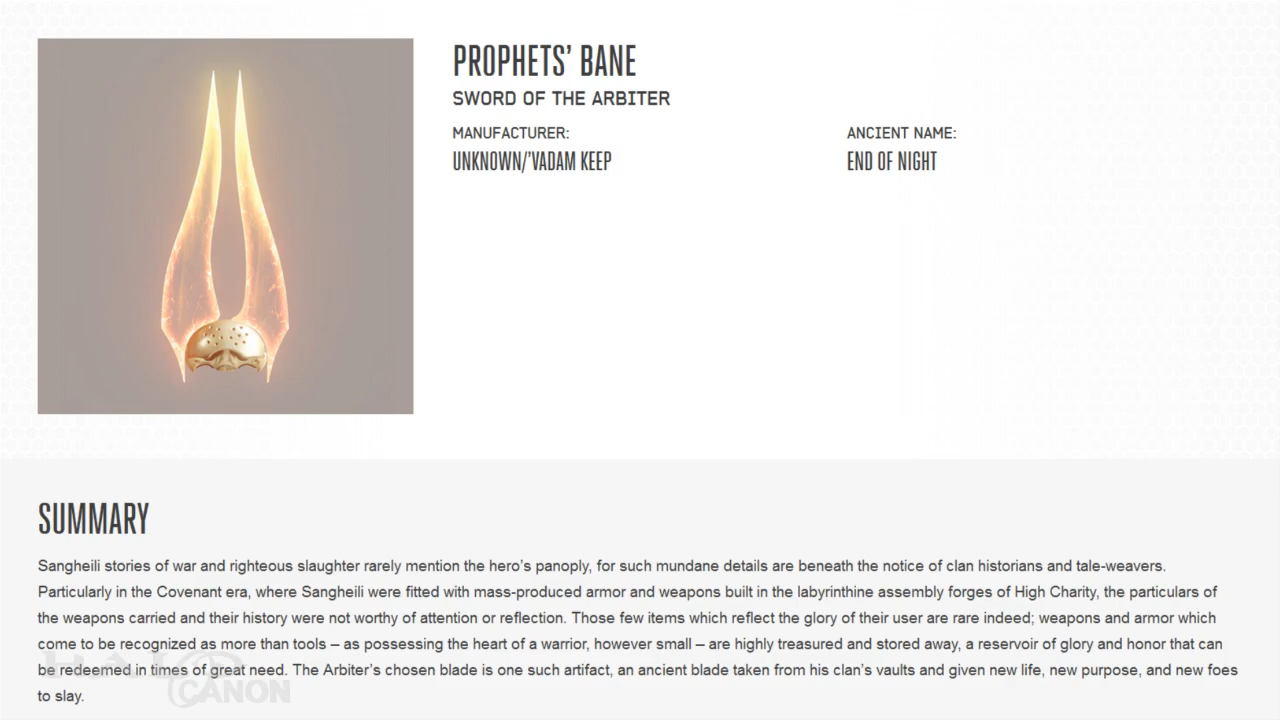 PROPHETS' BANE
SWORD OF THE ARBITER
MANUFACTURER:
UNKNOWN/'VADAM KEEP
ANCIENT NAME:
END OF NIGHT
SUMMARY
Sangheili stories of war and righteous slaughter rarely mention the hero's panoply, for such mundane details are beneath the notice of clan historians and tale-weavers.
Particularly in the Covenant era, where Sangheili were fitted with mass-produced armor and weapons built in the labyrinthine assembly forges of High Charity, the particulars of
the weapons carried and their history were not worthy of attention or reflection. Those few items which reflect the glory of their user are rare indeed; weapons and armor which
come to be recognized as more than tools – as possessing the heart of a warrior, however small – are highly treasured and stored away, a reservoir of glory and honor that can
be redeemed in times of great need. The Arbiter's chosen blade is one such artifact, an ancient blade taken from his clan's vaults and given new life, new purpose, and new foes
to slay.
HALO
CANON